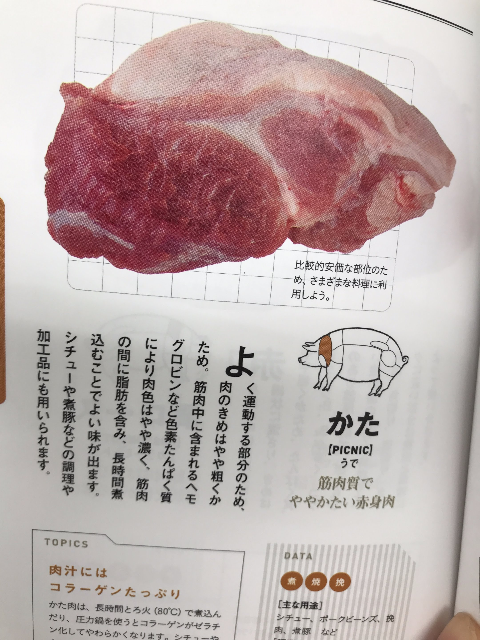 比較的安価な部位のた
め、さまざまな料理に利
用しよう。
かた
[PICNIC]
うで
筋肉質で
ややかたい赤身肉
よく運動する部分のため、
肉のきめはやや粗くか
ため。筋肉中に含まれるヘモ
グロビンなど色素たんぱく質
により肉色はやや濃く、筋肉
の間に脂肪を含み、長時間煮
込むことでよい味が出ます。
シチューや煮豚などの調理や
加工品にも用いられます。
TOPICS
肉汁には
コラーゲンたっぷり
かた肉は、長時間とろ火(80℃)で煮込ん
だり、圧力鍋を使うとコラーゲンがゼラチ
ン化してやわらかくなります。シチューや
DATA
煮 焼 挽
[主な用途]
シチュー、ポークビーンズ、挽
肉、煮豚 など